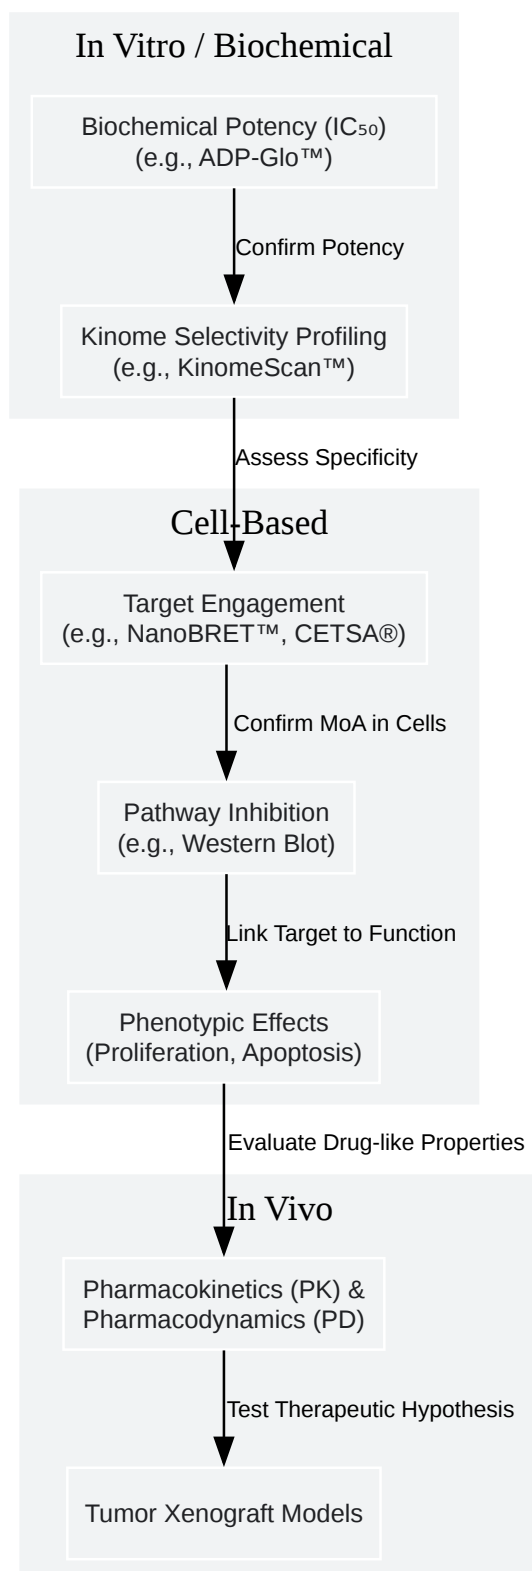 In Vitro / Biochemical
Biochemical Potency (IC₅₀)
(e.g., ADP-Glo™)
Confirm Potency
Kinome Selectivity Profiling
(e.g., KinomeScan™)
Assess Specificity
Cell-Based
Target Engagement
(e.g., NanoBRET™, CETSA®)
Confirm MoA in Cells
Pathway Inhibition
(e.g., Western Blot)
Link Target to Function
Phenotypic Effects
(Proliferation, Apoptosis)
Evaluate Drug-like Properties
In Vivo
Pharmacokinetics (PK) &
Pharmacodynamics (PD)
Test Therapeutic Hypothesis
Tumor Xenograft Models